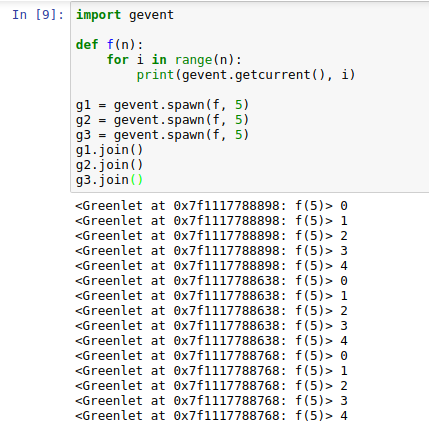 In [9]: import gevent
def f(n):
    for i in range(n):
        print(gevent.getcurrent(), i)
g1 = gevent.spawn(f, 5)
g2 = gevent.spawn(f, 5)
g3 = gevent.spawn(f, 5)
g1.join()
g2.join()
g3.join()
<Greenlet at 0x7f1117788898: f(5)> 0
<Greenlet at 0x7f1117788898: f(5)> 1
<Greenlet at 0x7f1117788898: f(5)> 2
<Greenlet at 0x7f1117788898: f(5)> 3
<Greenlet at 0x7f1117788898: f(5)> 4
<Greenlet at 0x7f1117788638: f(5)> 0
<Greenlet at 0x7f1117788638: f(5)> 1
<Greenlet at 0x7f1117788638: f(5)> 2
<Greenlet at 0x7f1117788638: f(5)> 3
<Greenlet at 0x7f1117788638: f(5)> 4
<Greenlet at 0x7f1117788768: f(5)> 0
<Greenlet at 0x7f1117788768: f(5)> 1
<Greenlet at 0x7f1117788768: f(5)> 2
<Greenlet at 0x7f1117788768: f(5)> 3
<Greenlet at 0x7f1117788768: f(5)> 4